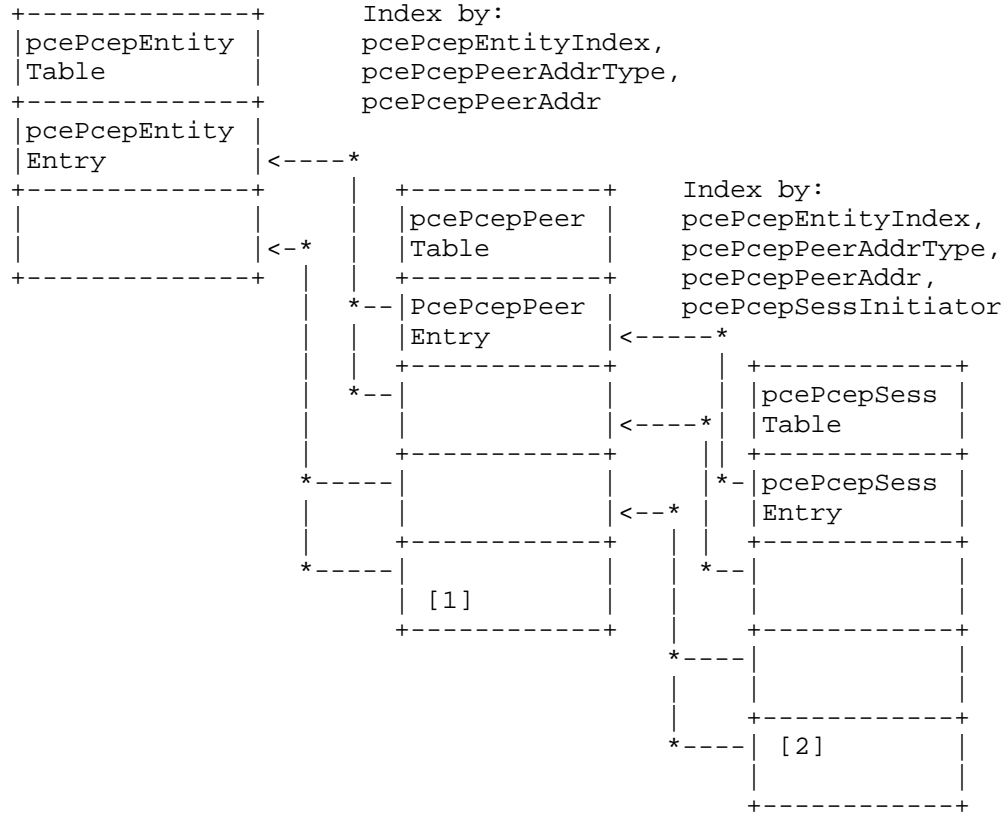 Index by:
pcePcepEntityIndex,
pcePcepPeerAddrType,
pcePcepPeerAddr
pcePcepEntity
Table
pcePcepEntity
Entry
Index by:
pcePcepEntityIndex,
pcePcepPeerAddrType,
pcePcepPeerAddr,
pcePcepSessInitiator
pcePcepPeer
Table
PcePcepPeer
Entry
pcePcepSess
Table
pcePcepSess
Entry
[1]
[2]